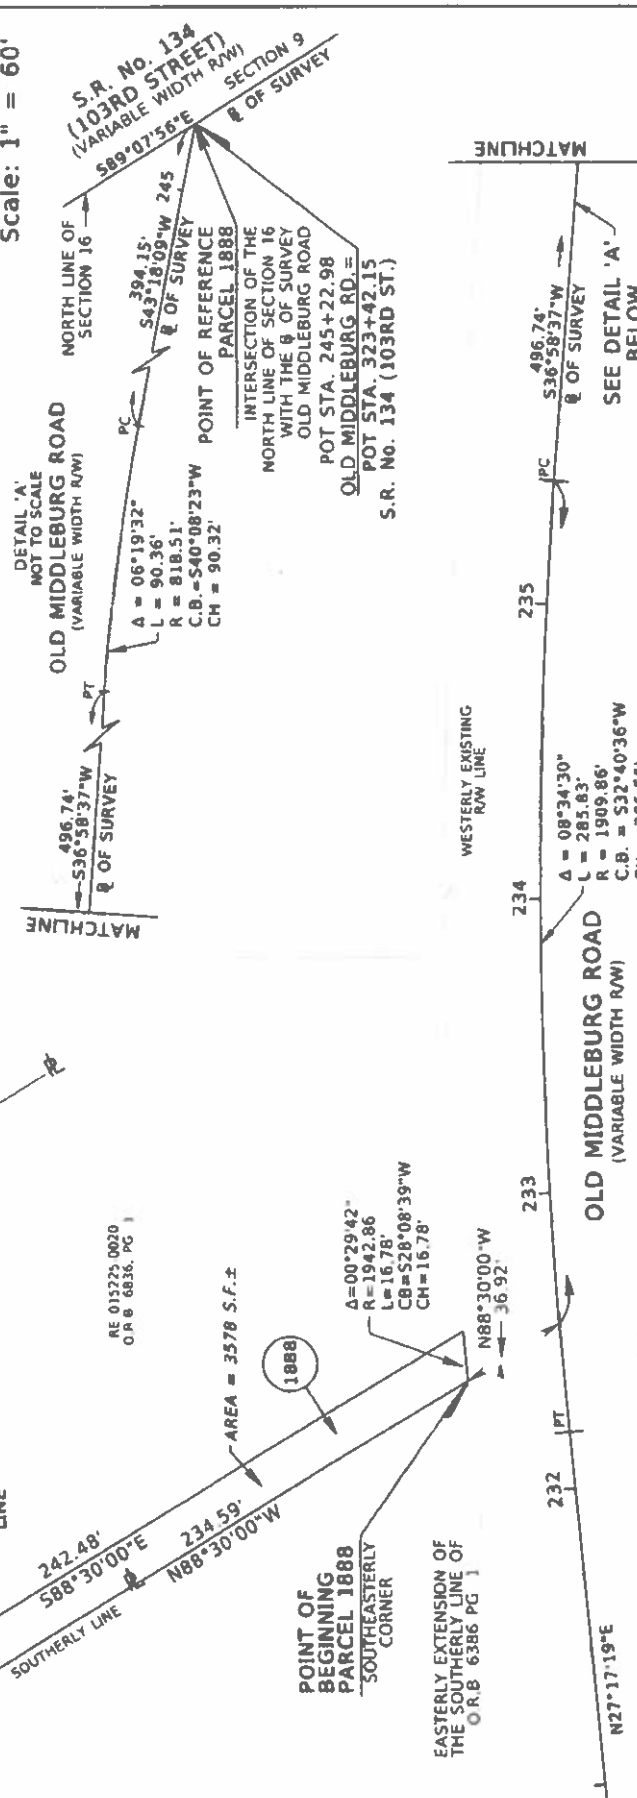 Scale: 1" = 60'
S.R. No. 134
(103RD STREET)
(VARIABLE WIDTH R/W)
S89°07'56"E
SECTION 9
℄ OF SURVEY
NORTH LINE OF
SECTION 16
394.15'
S43°18'09"W
℄ OF SURVEY
245
POINT OF REFERENCE
PARCEL 1888
INTERSECTION OF THE
NORTH LINE OF SECTION 16
WITH THE ℄ OF SURVEY
OLD MIDDLEBURG ROAD
POT STA. 245+22.98
OLD MIDDLEBURG RD.=
POT STA. 323+42.15
S.R. No. 134 (103RD ST.)
DETAIL 'A'
NOT TO SCALE
OLD MIDDLEBURG ROAD
(VARIABLE WIDTH R/W)
PC
Δ = 06°19'32"
L = 90.36'
R = 818.51'
C.B.=S40°08'23"W
CH = 90.32'
PT
496.74'
S36°58'37"W
℄ OF SURVEY
MATCHLINE
MATCHLINE
496.74'
S36°58'37"W
℄ OF SURVEY
SEE DETAIL 'A'
BELOW
PC
235
WESTERLY EXISTING
R/W LINE
234
Δ = 08°34'30"
L = 285.83'
R = 1909.86'
C.B. = S32°40'36"W
OLD MIDDLEBURG ROAD
(VARIABLE WIDTH R/W)
233
PT
232
N27°17'19"E
℄
RE 015225 0020
O.R.B 6836, PG 1
AREA = 3578 S.F.±
1888
Δ=00°29'42"
R=1942.86
L=16.78'
CB=S28°08'39"W
CH=16.78'
N88°30'00"W
36.92'
LINE
242.48'
S88°30'00"E
234.59'
N88°30'00"W
SOUTHERLY LINE
POINT OF
BEGINNING
PARCEL 1888
SOUTHEASTERLY
CORNER
EASTERLY EXTENSION OF
THE SOUTHERLY LINE OF
O.R.B 6386 PG 1